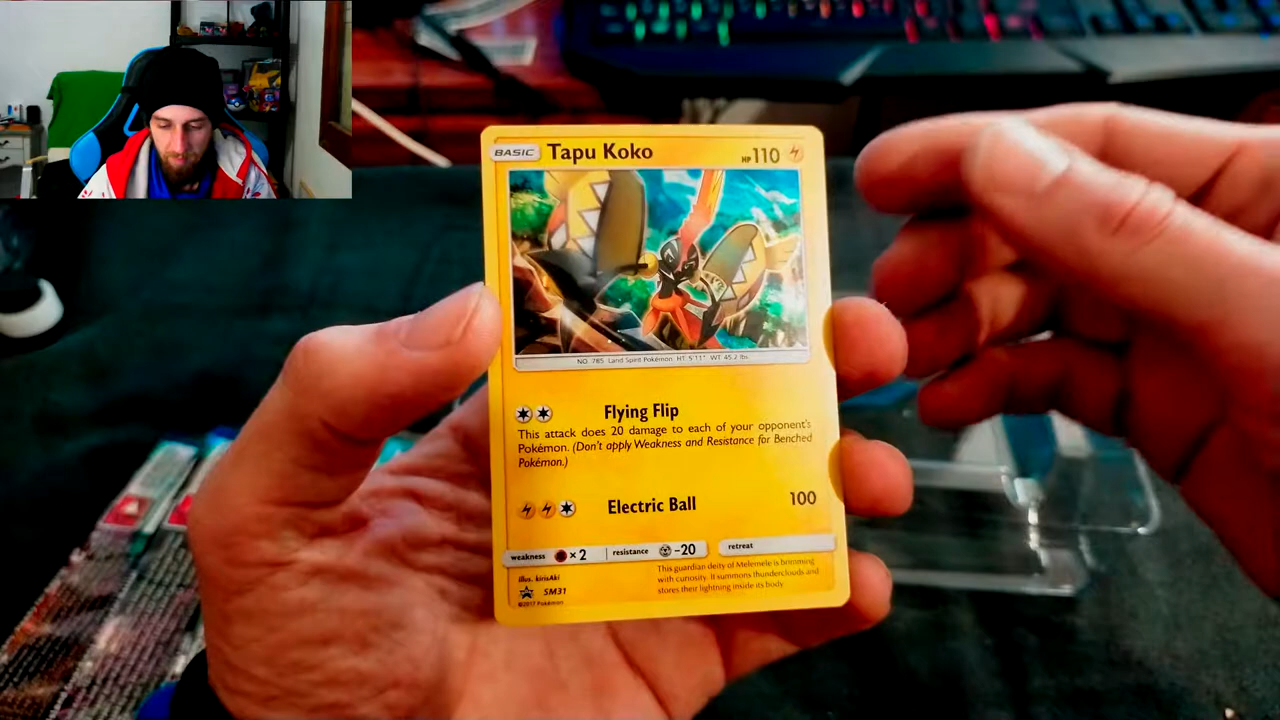 BASIC Tapu Koko HP 110
NO. 785 Land Spirit Pokémon HT: 5'11" WT: 45.2 lbs.
Flying Flip
This attack does 20 damage to each of your opponent's
Pokémon. (Don't apply Weakness and Resistance for Benched
Pokémon.)
Electric Ball 100
weakness ×2 resistance -20 retreat
illus. kirisAki
SM31
©2017 Pokémon
This guardian deity of Melemele is brimming
with curiosity. It summons thunderclouds and
stores their lightning inside its body.